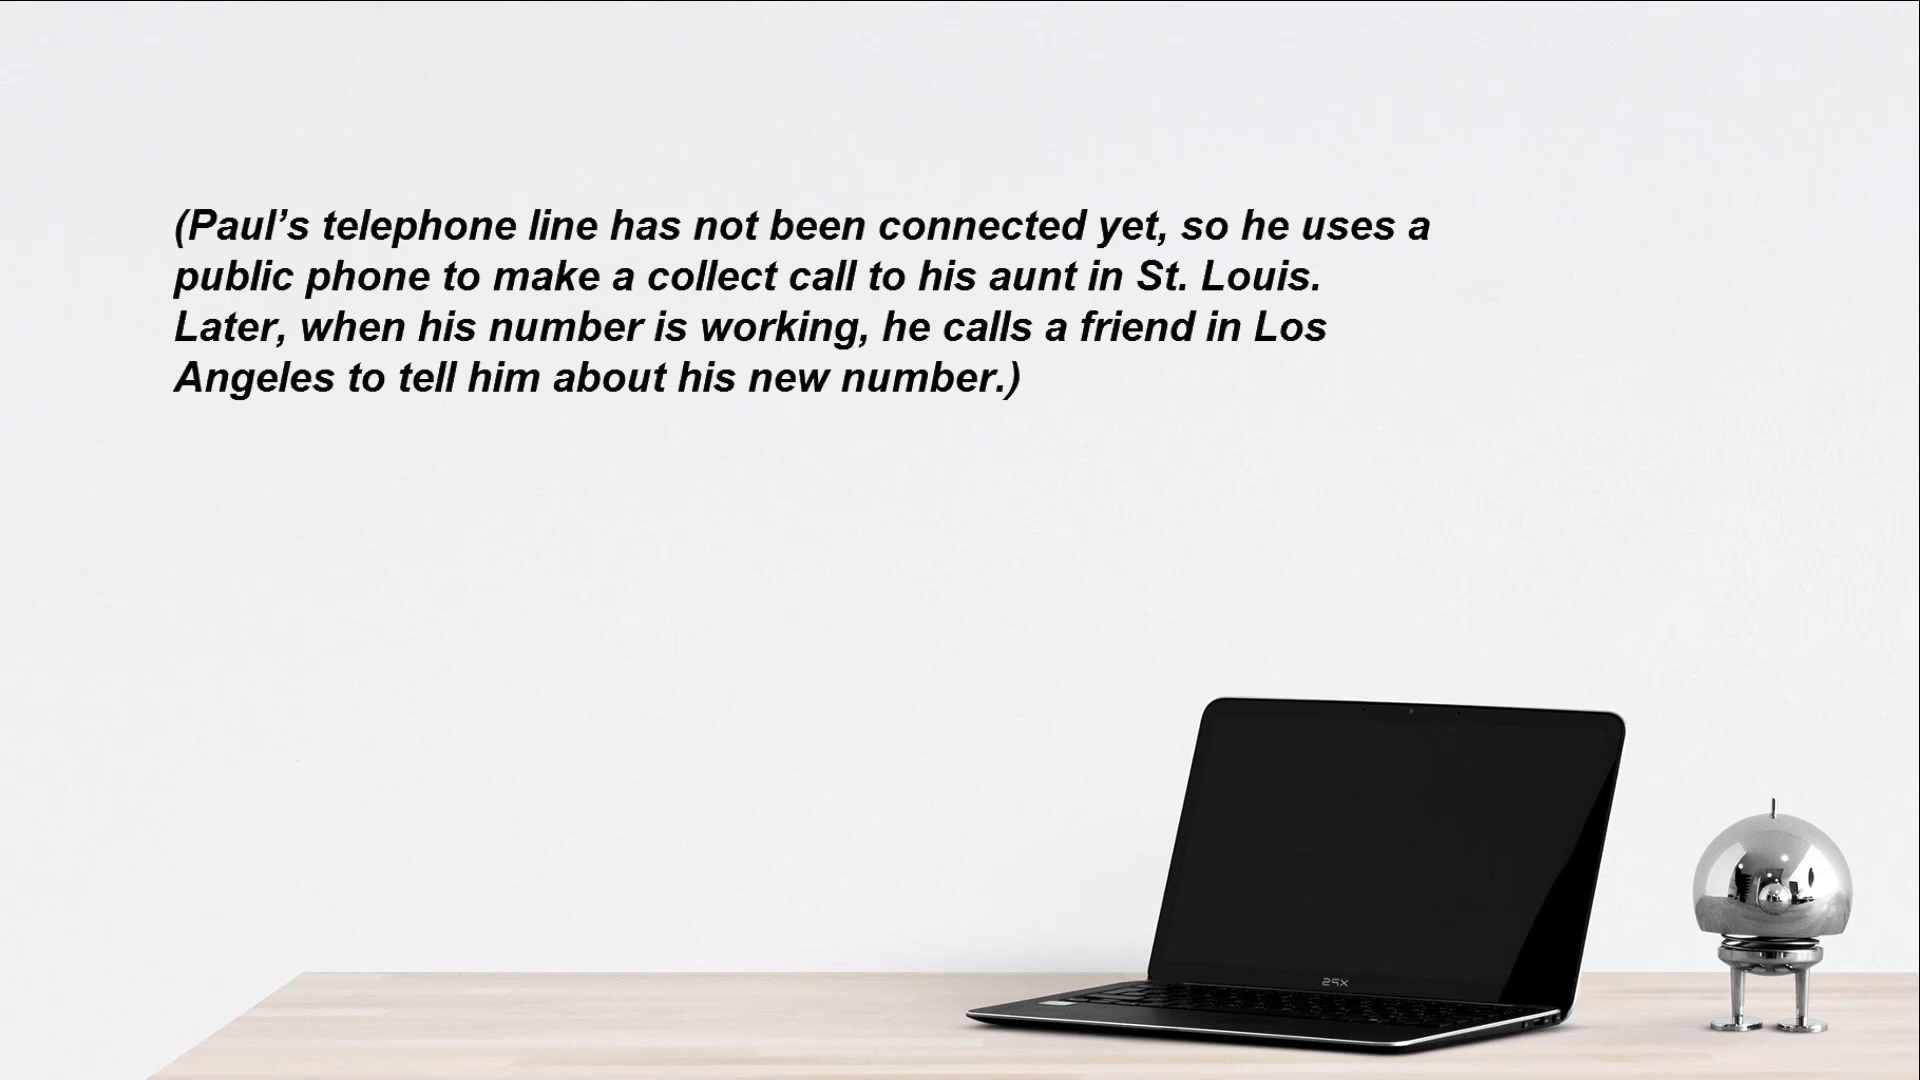 (Paul’s telephone line has not been connected yet, so he uses a
public phone to make a collect call to his aunt in St. Louis.
Later, when his number is working, he calls a friend in Los
Angeles to tell him about his new number.)
XPS